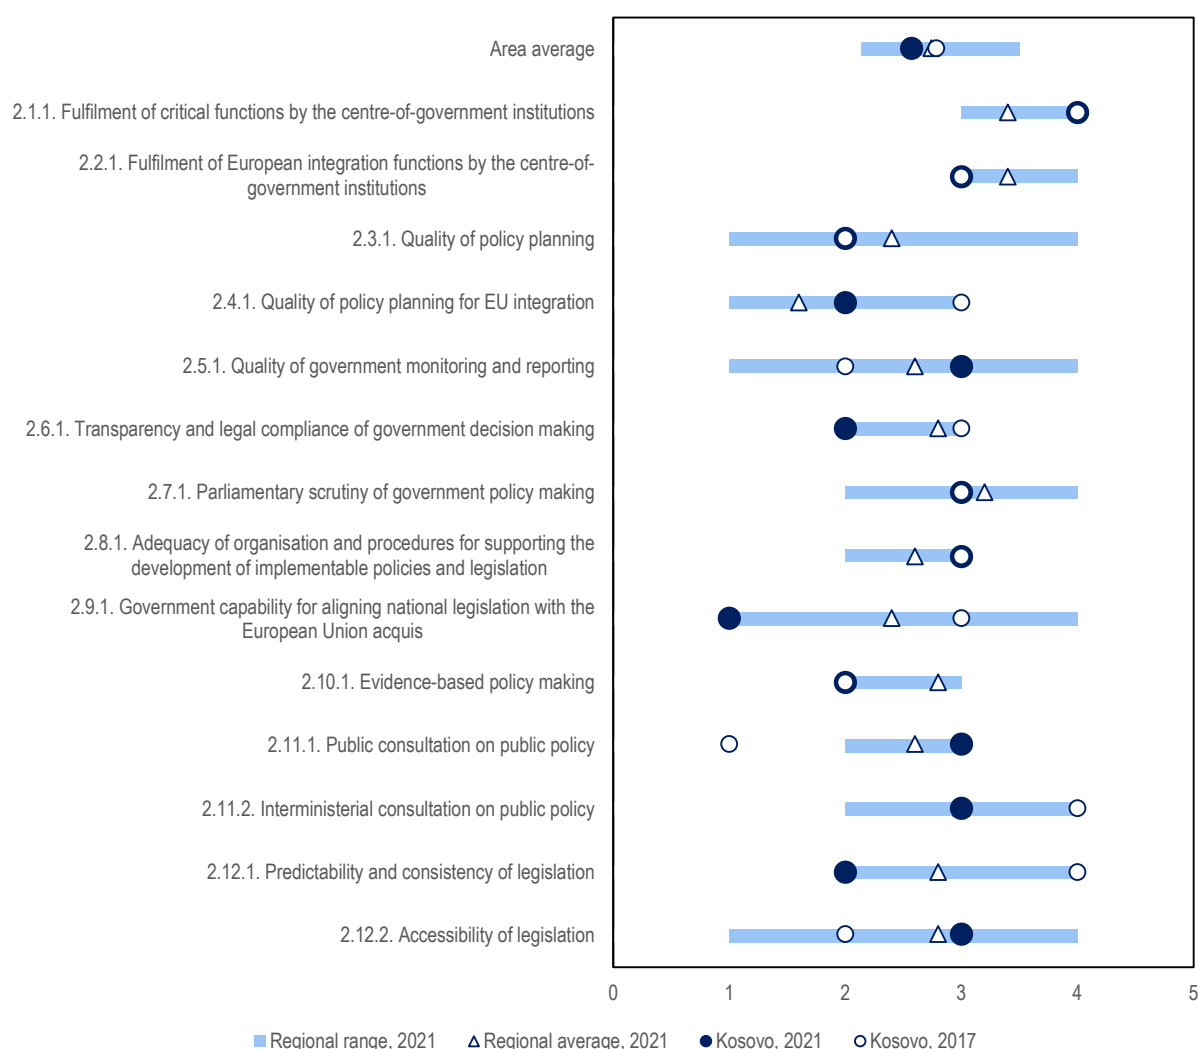 Area average
2.1.1. Fulfilment of critical functions by the centre-of-government institutions
2.2.1. Fulfilment of European integration functions by the centre-of-
government institutions
2.3.1. Quality of policy planning
2.4.1. Quality of policy planning for EU integration
2.5.1. Quality of government monitoring and reporting
2.6.1. Transparency and legal compliance of government decision making
2.7.1. Parliamentary scrutiny of government policy making
2.8.1. Adequacy of organisation and procedures for supporting the
development of implementable policies and legislation
2.9.1. Government capability for aligning national legislation with the
European Union acquis
2.10.1. Evidence-based policy making
2.11.1. Public consultation on public policy
2.11.2. Interministerial consultation on public policy
2.12.1. Predictability and consistency of legislation
2.12.2. Accessibility of legislation
0 1 2 3 4 5
Regional range, 2021 Regional average, 2021 Kosovo, 2021 Kosovo, 2017